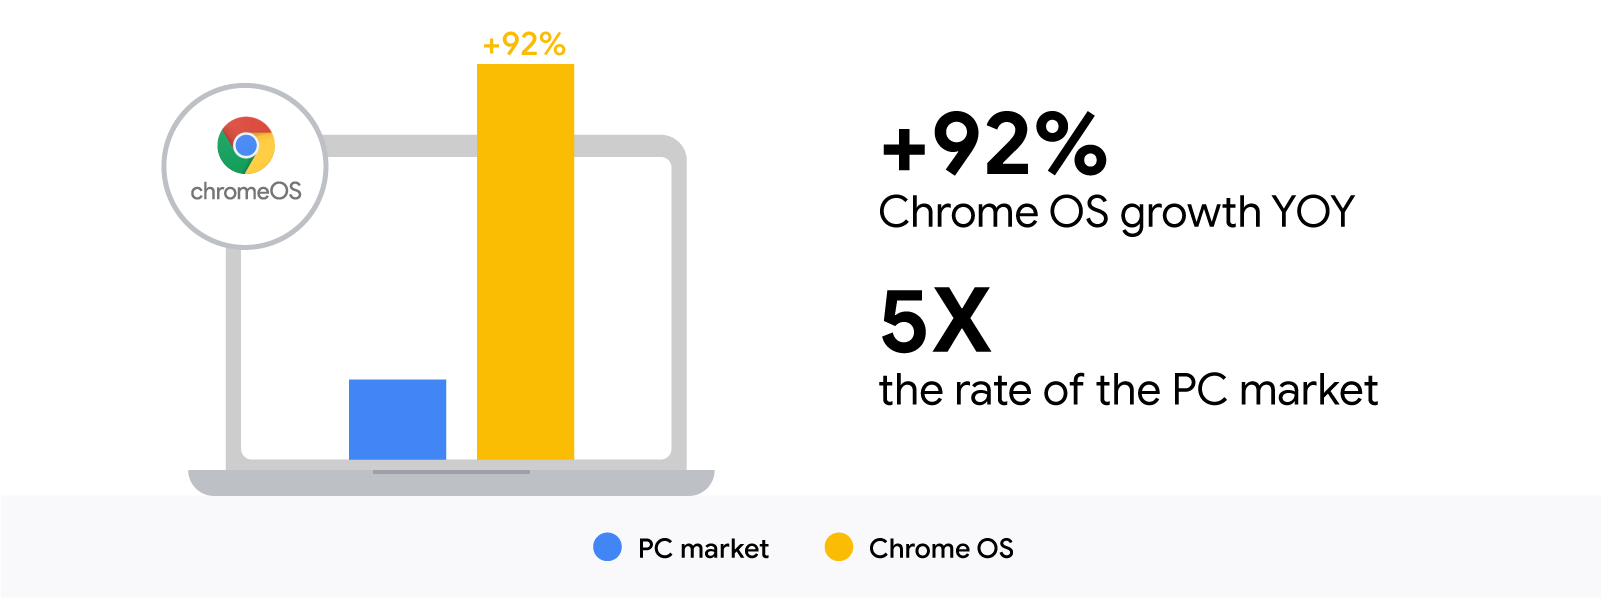 +92%
chromeOS
+92%
Chrome OS growth YOY
5X
the rate of the PC market
PC market
Chrome OS